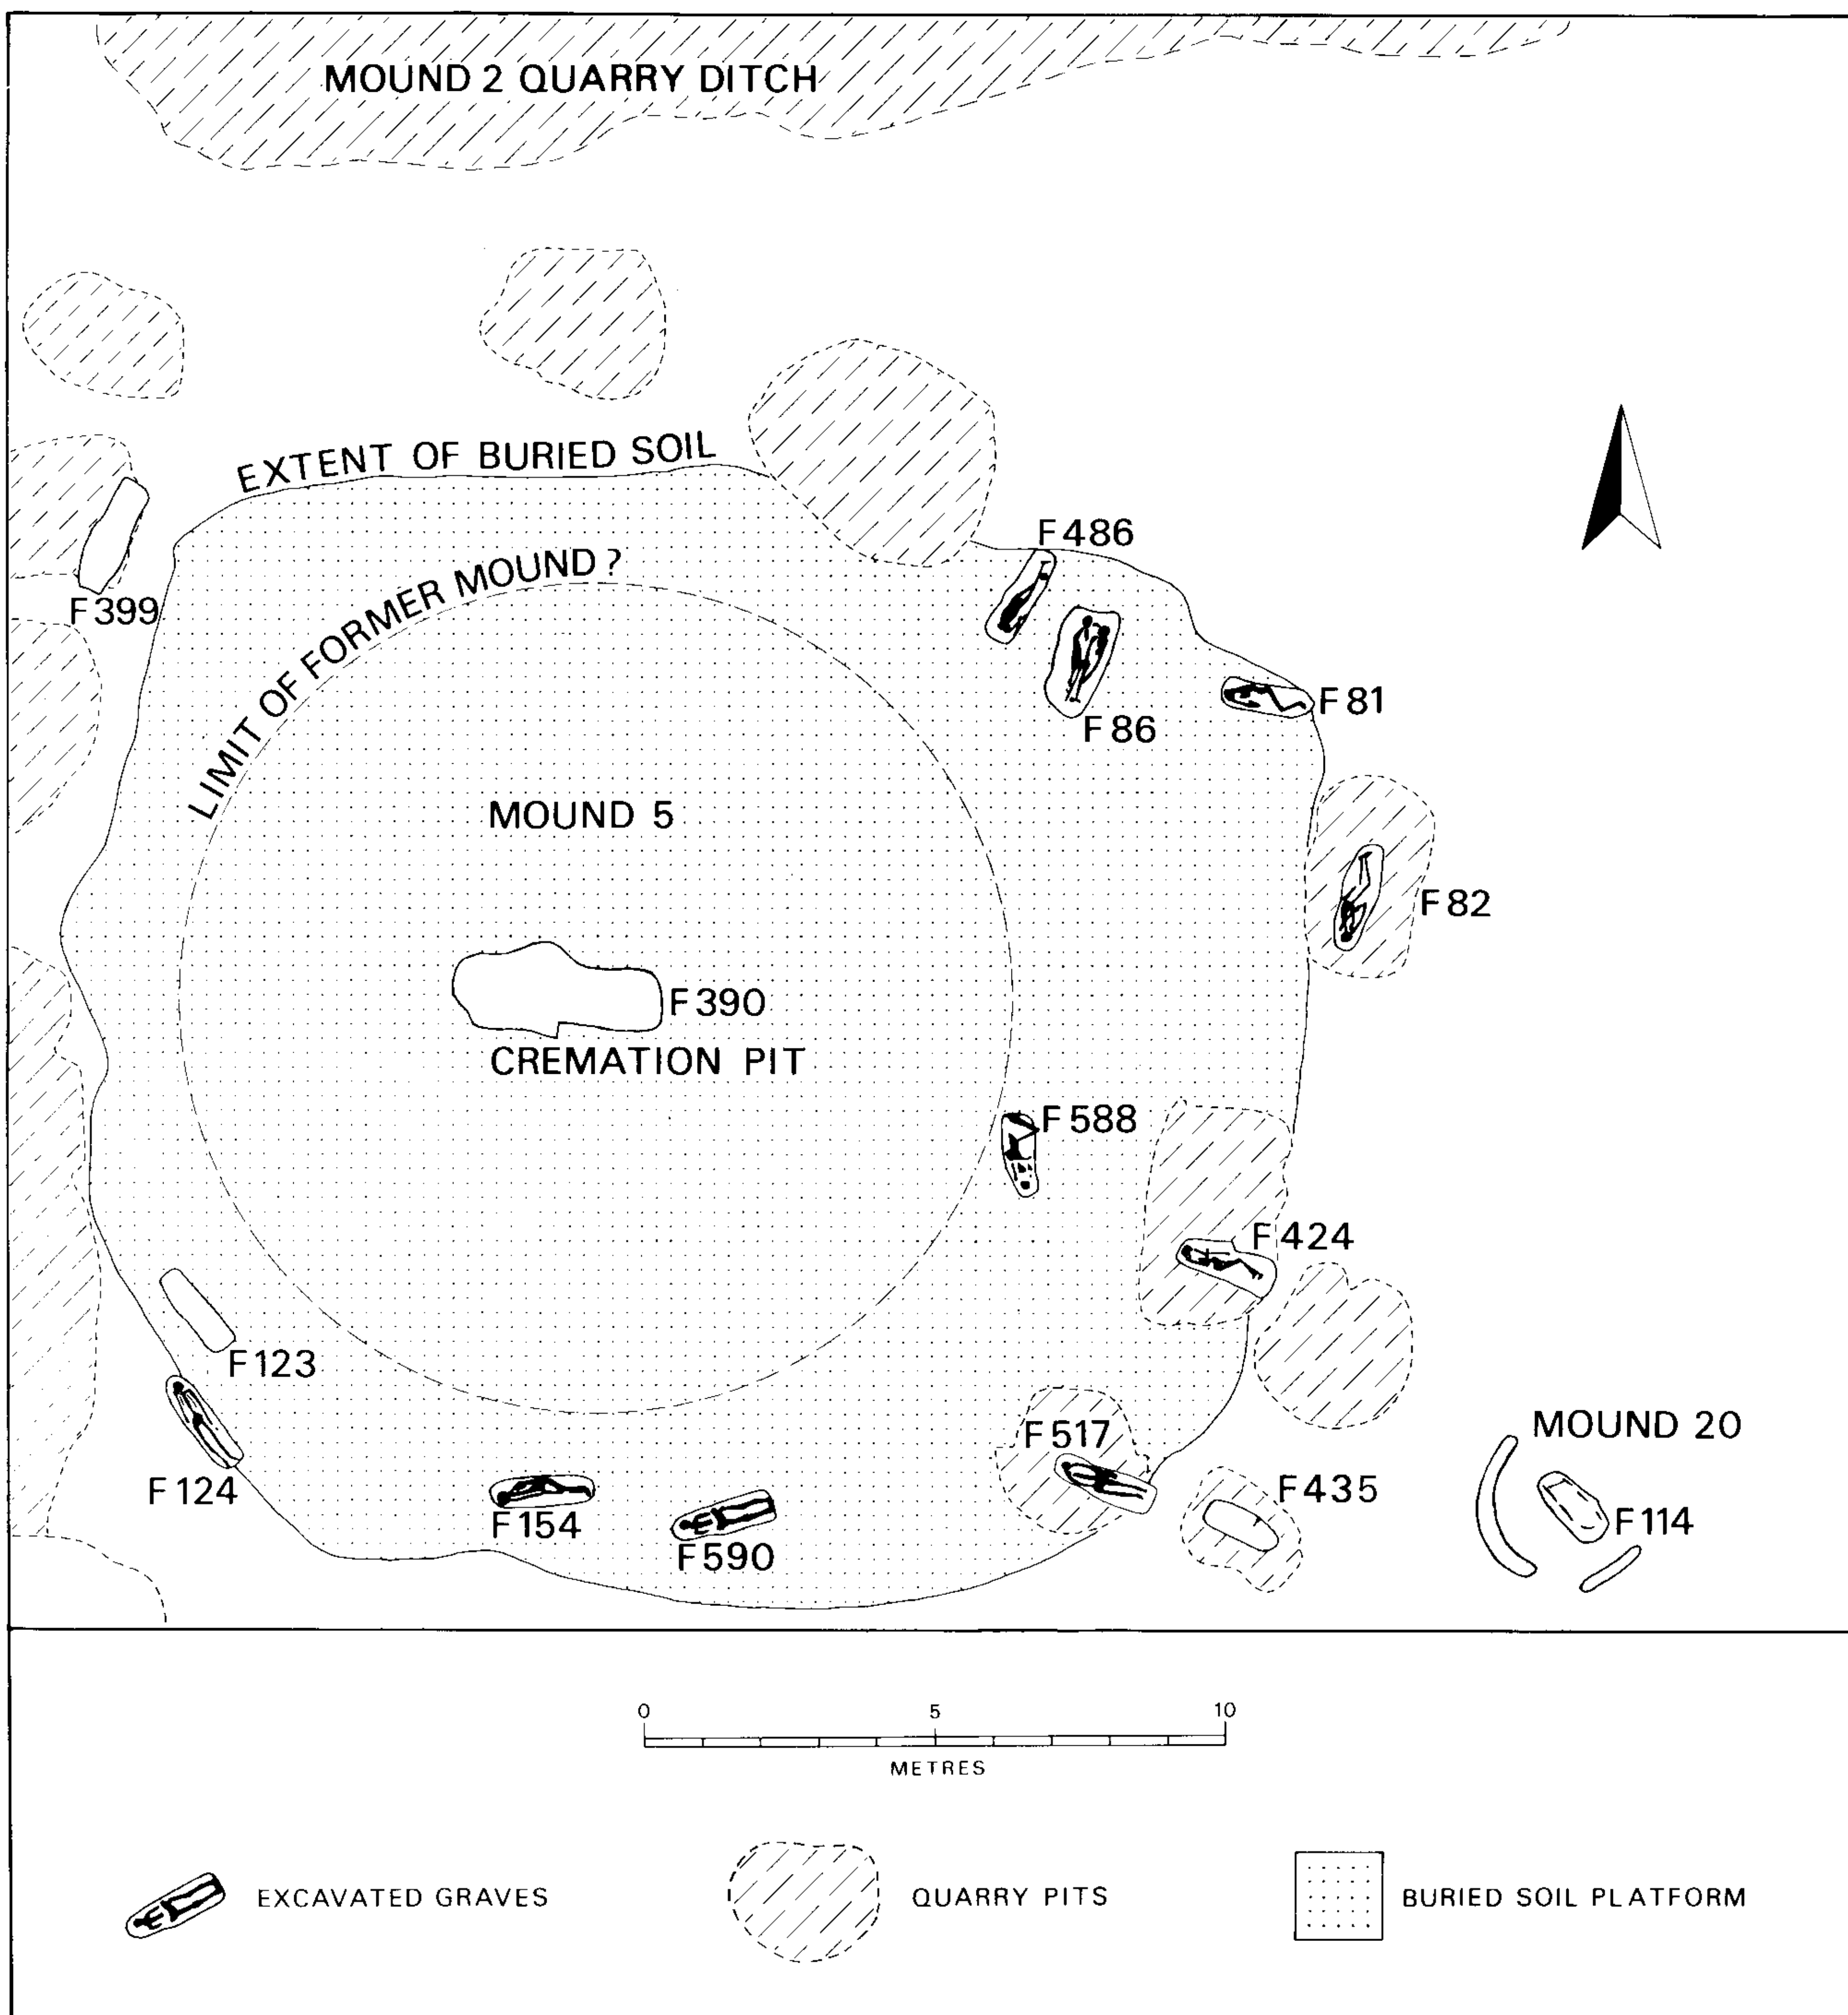 MOUND 2 QUARRY DITCH
EXTENT OF BURIED SOIL
F486
LIMIT OF FORMER MOUND?
F399
F81
F86
MOUND 5
F82
F390
CREMATION PIT
F588
F424
F123
MOUND 20
F517
F124
F435
F154
F114
F590
0 5 10
METRES
EXCAVATED GRAVES
QUARRY PITS
BURIED SOIL PLATFORM